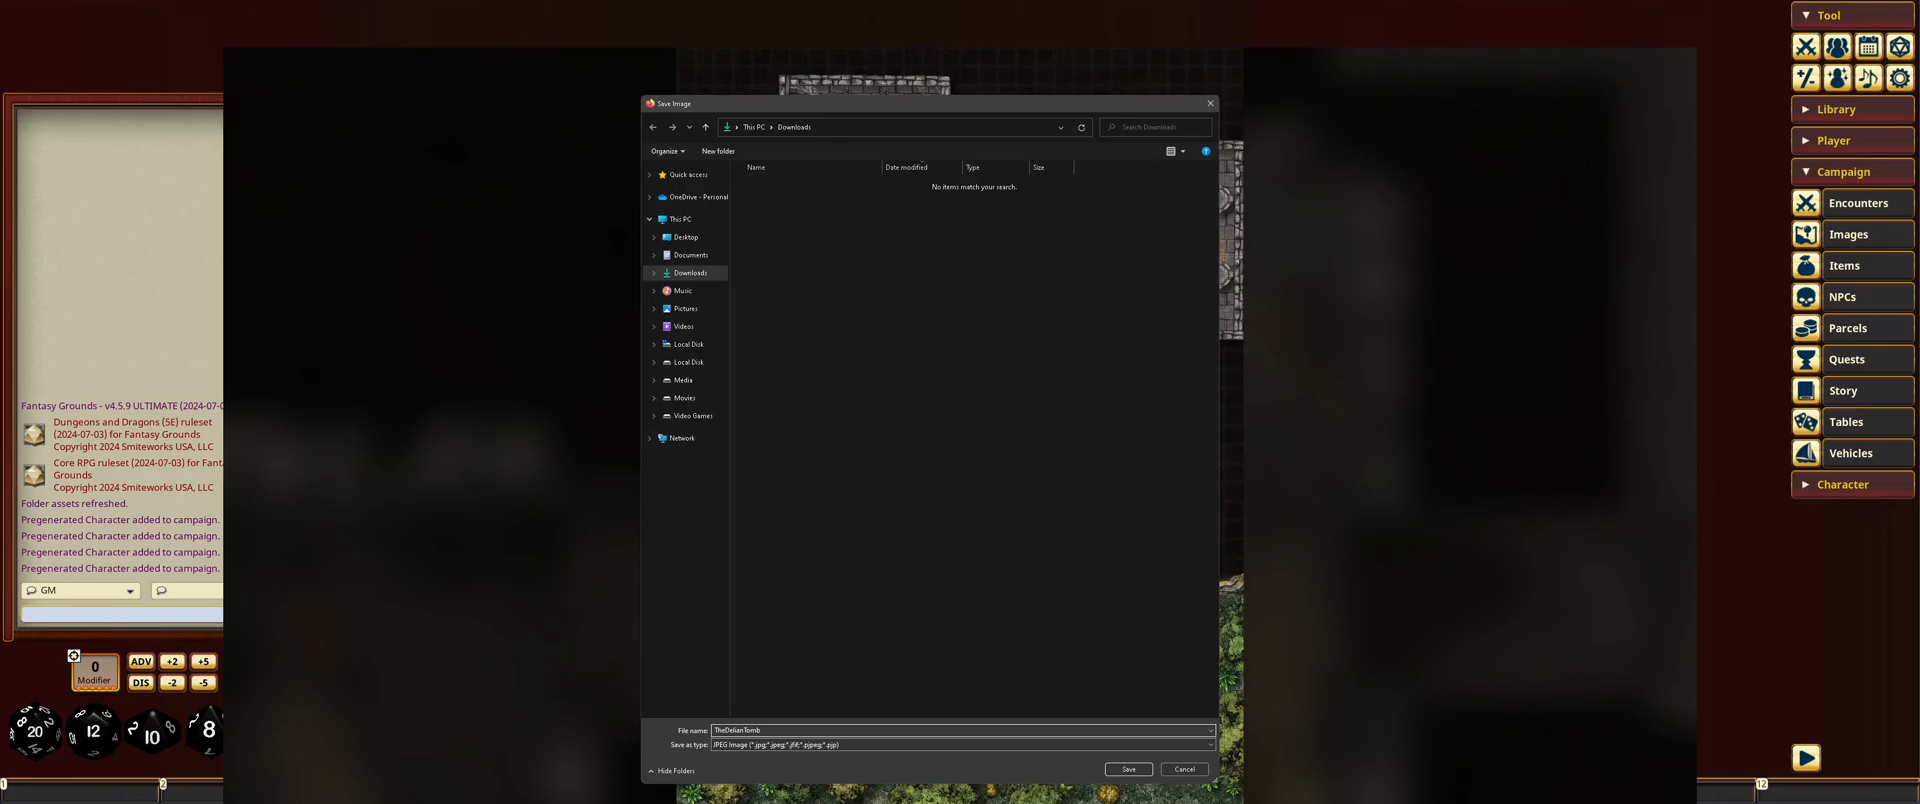 Save Image
This PC > Downloads
Search Downloads
Organize
New folder
Name
Date modified
Type
Size
No items match your search.
Quick access
OneDrive - Personal
This PC
Desktop
Documents
Downloads
Music
Pictures
Videos
Local Disk
Local Disk
Media
Movies
Video Games
Network
File name: TheDelianTomb
Save as type: JPEG Image (*.jpg;*.jpeg;*.jfif;*.pjpeg;*.pjp)
Hide Folders
Save
Cancel
Fantasy Grounds - v4.5.9 ULTIMATE (2024-07-0
Dungeons and Dragons (5E) ruleset
(2024-07-03) for Fantasy Grounds
Copyright 2024 Smiteworks USA, LLC
Core RPG ruleset (2024-07-03) for Fant
Grounds
Copyright 2024 Smiteworks USA, LLC
Folder assets refreshed.
Pregenerated Character added to campaign.
Pregenerated Character added to campaign.
Pregenerated Character added to campaign.
Pregenerated Character added to campaign.
GM
0
Modifier
ADV
+2
+5
DIS
-2
-5
20
12
10
8
1
2
12
Tool
Library
Player
Campaign
Encounters
Images
Items
NPCs
Parcels
Quests
Story
Tables
Vehicles
Character